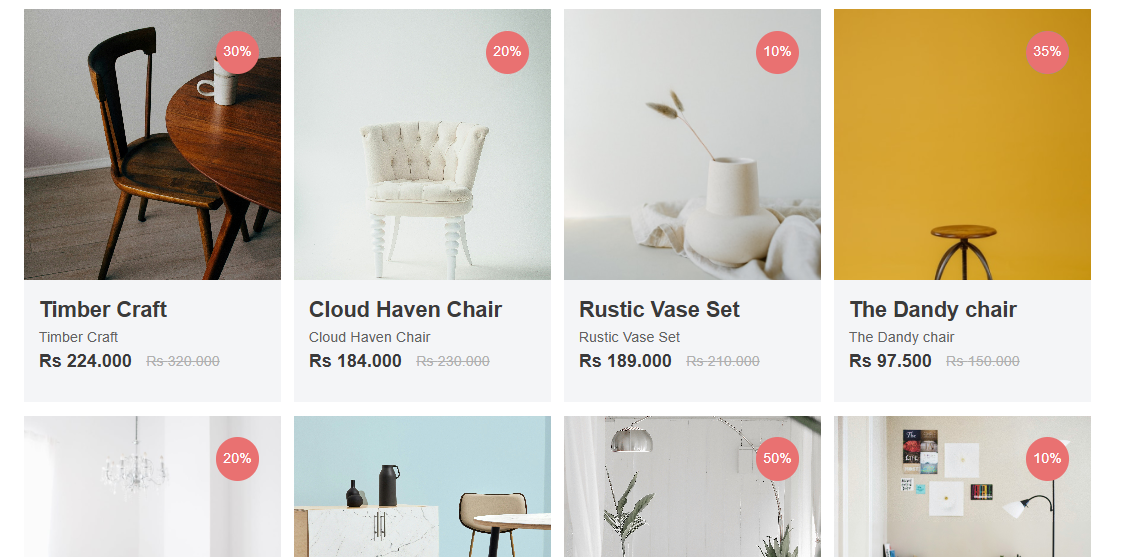 30%
20%
10%
35%
Timber Craft
Timber Craft
Rs 224.000 Rs 320.000
Cloud Haven Chair
Cloud Haven Chair
Rs 184.000 Rs 230.000
Rustic Vase Set
Rustic Vase Set
Rs 189.000 Rs 210.000
The Dandy chair
The Dandy chair
Rs 97.500 Rs 150.000
20%
50%
10%